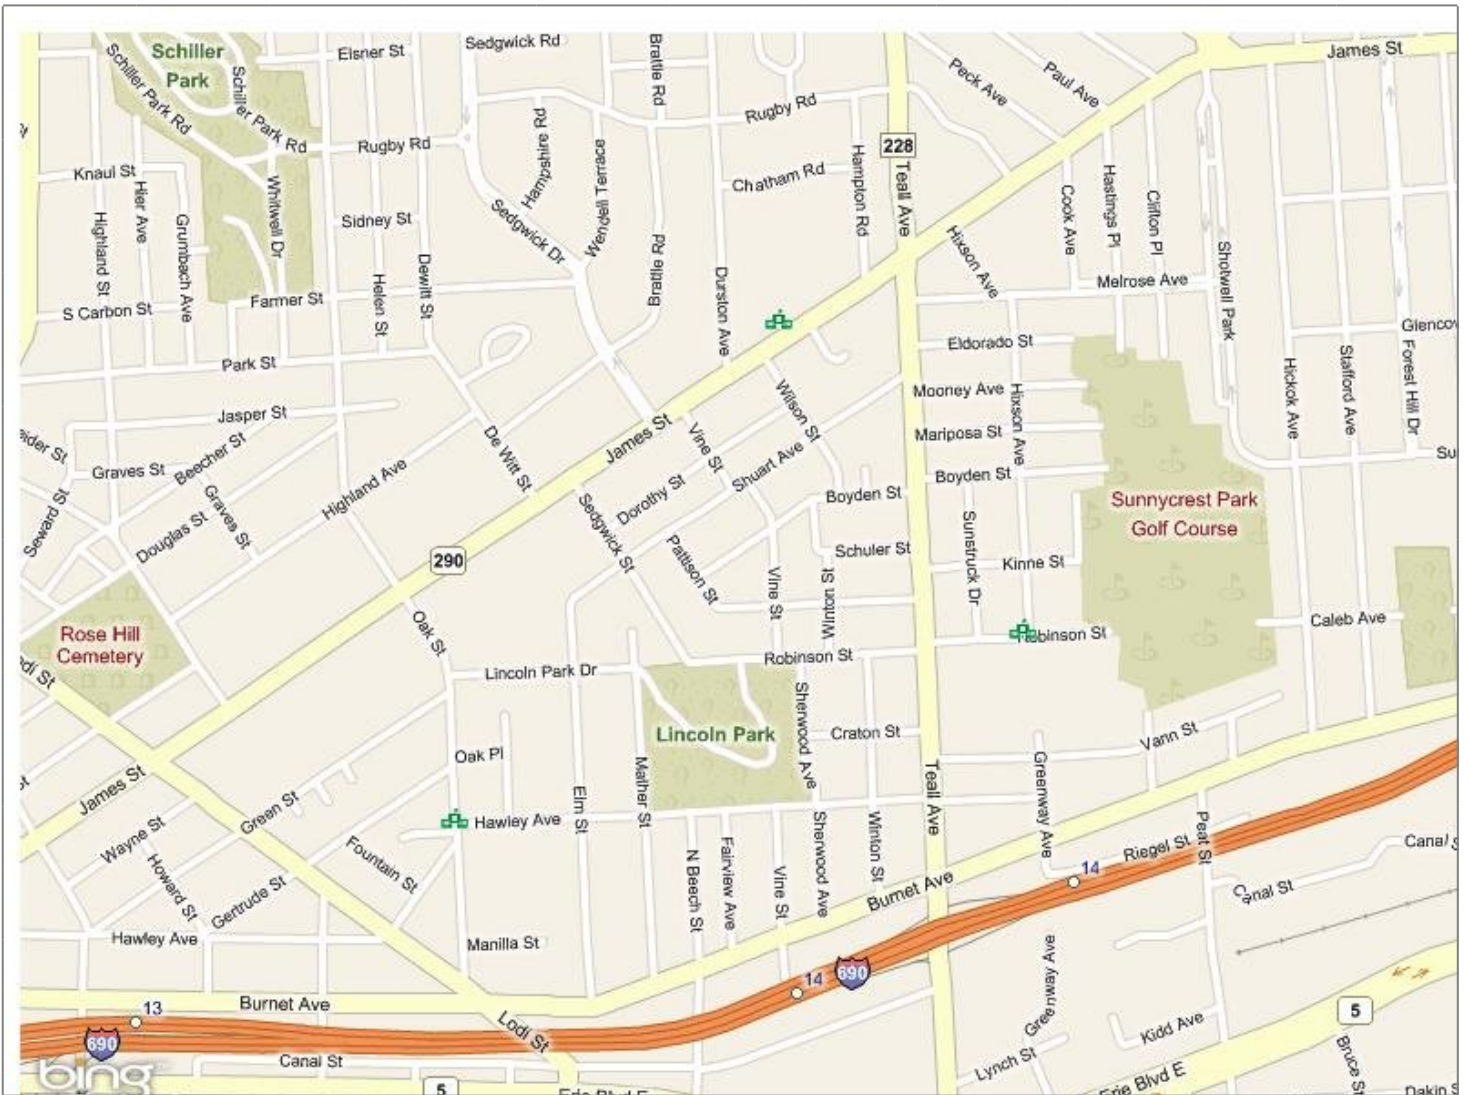 Schiller
Park
Elsner St
Sedgwick Rd
Brattle Rd
James St
Schiller Park Rd
Schiller Park Rd
Peck Ave
Paul Ave
Rugby Rd
228
Rugby Rd
Hampshire Rd
Wendell Terrace
Hampton Rd
Teall Ave
Knaul St
Hier Ave
Whitwell Dr
Chatham Rd
Cook Ave
Hastings Pl
Clifton Pl
Highland St
Grumbach Ave
Sidney St
Sedgwick Dr
Brattle Rd
Hixson Ave
Shotwell Park
Dewitt St
Helen St
Durston Ave
Melrose Ave
Farmer St
S Carbon St
Eldorado St
Forest Hill Dr
Park St
Hickok Ave
Stafford Ave
Mooney Ave
Hixson Ave
Wilson St
Jasper St
Mariposa St
De Witt St
James St
Vine St
Beecher St
Graves St
Highland Ave
Shuart Ave
Dorothy St
Boyden St
Boyden St
Sunnycrest Park
Golf Course
Graves St
Seward St
Douglas St
Sedgwick St
Sunstruck Dr
290
Pattison St
Schuler St
Kinne St
Vine St
Winton St
Rose Hill
Cemetery
Oak St
Caleb Ave
Robinson St
Lincoln Park Dr
Sherwood Ave
Lincoln Park
Craton St
Vann St
Oak Pl
Mather St
Teall Ave
Greenway Ave
James St
Green St
Elm St
Hawley Ave
Wayne St
Fountain St
Sherwood Ave
Winton St
Peat St
Riegel St
Howard St
Gertrude St
N Beech St
Fairview Ave
Vine St
14
Burnet Ave
Hawley Ave
Manilla St
Greenway Ave
14
690
Burnet Ave
13
Lodi St
5
Kidd Ave
690
Canal St
Lynch St
Bruce St
bing
5
Erie Blvd E